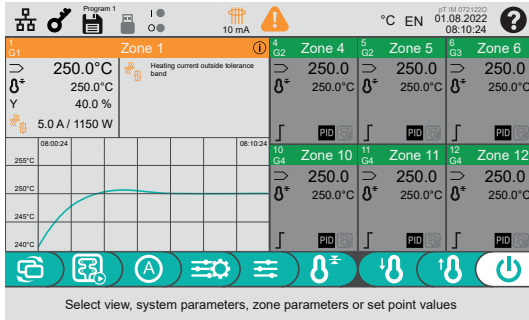 Program 1
10 mA
°C EN
pT IM 072122O
01.08.2022
08:10:24
?
1
G1
Zone 1
250.0°C
250.0°C
Y 40.0 %
5.0 A / 1150 W
Heating current outside tolerance
band
08:00:24
08:10:24
255°C
250°C
245°C
240°C
4
G2
Zone 4
250.0
250.0°C
PID
5
G2
Zone 5
250.0
250.0°C
PID
6
G3
Zone 6
250.0
250.0°C
PID
10
G4
Zone 10
250.0
250.0°C
PID
11
G4
Zone 11
250.0
250.0°C
PID
12
G4
Zone 12
250.0
250.0°C
PID
A
Select view, system parameters, zone parameters or set point values